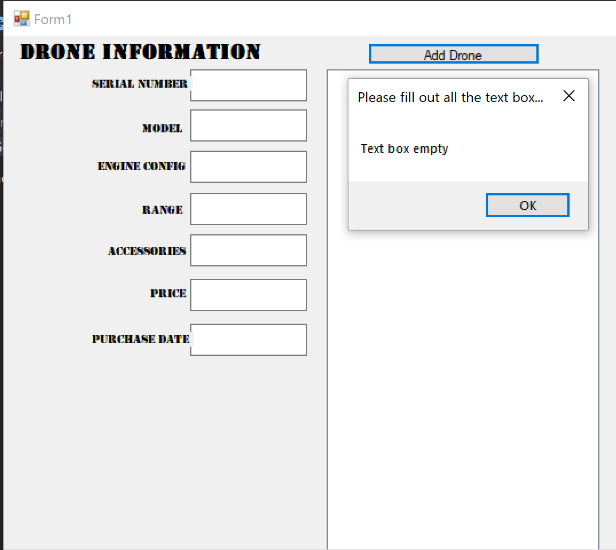 Form1
DRONE INFORMATION
Add Drone
SERIAL NUMBER
MODEL
ENGINE CONFIG
RANGE
ACCESSORIES
PRICE
PURCHASE DATE
Please fill out all the text box...
Text box empty
OK